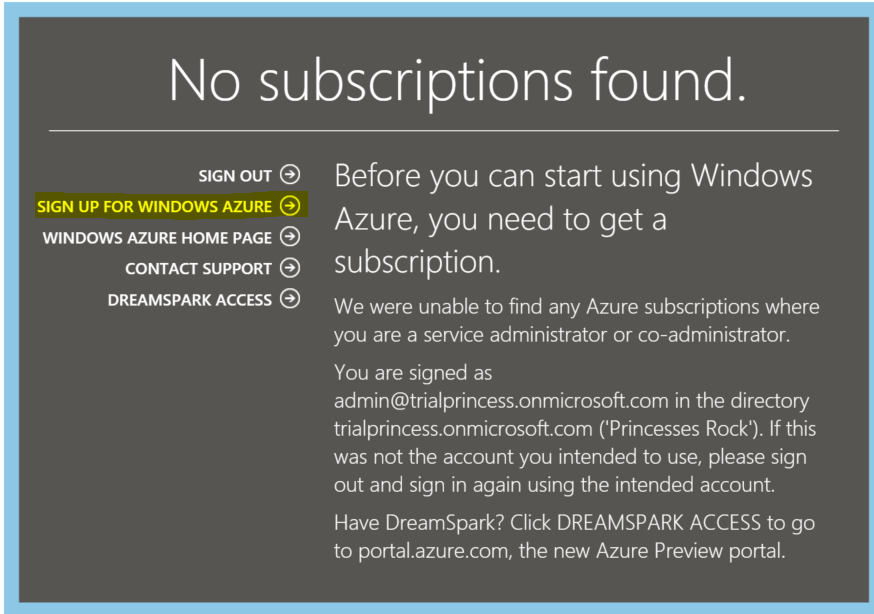 No subscriptions found.
SIGN OUT
SIGN UP FOR WINDOWS AZURE
WINDOWS AZURE HOME PAGE
CONTACT SUPPORT
DREAMSPARK ACCESS
Before you can start using Windows
Azure, you need to get a
subscription.
We were unable to find any Azure subscriptions where
you are a service administrator or co-administrator.
You are signed as
admin@trialprincess.onmicrosoft.com in the directory
trialprincess.onmicrosoft.com ('Princesses Rock'). If this
was not the account you intended to use, please sign
out and sign in again using the intended account.
Have DreamSpark? Click DREAMSPARK ACCESS to go
to portal.azure.com, the new Azure Preview portal.